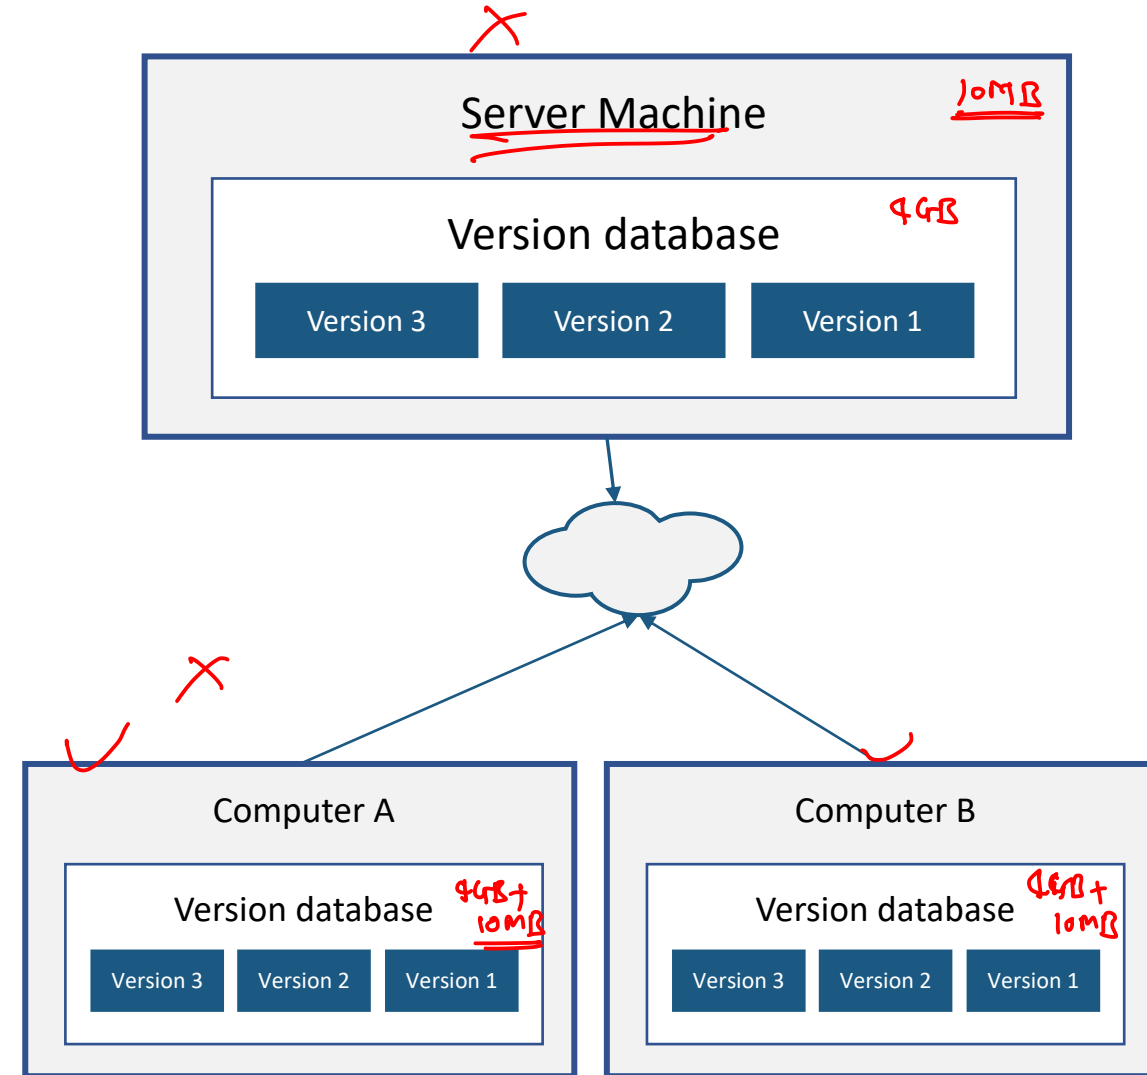 Server Machine
10MB
Version database
4GB
Version 3
Version 2
Version 1
Computer A
Version database
4GB+
10MB
Version 3
Version 2
Version 1
Computer B
Version database
4GB+
10MB
Version 3
Version 2
Version 1